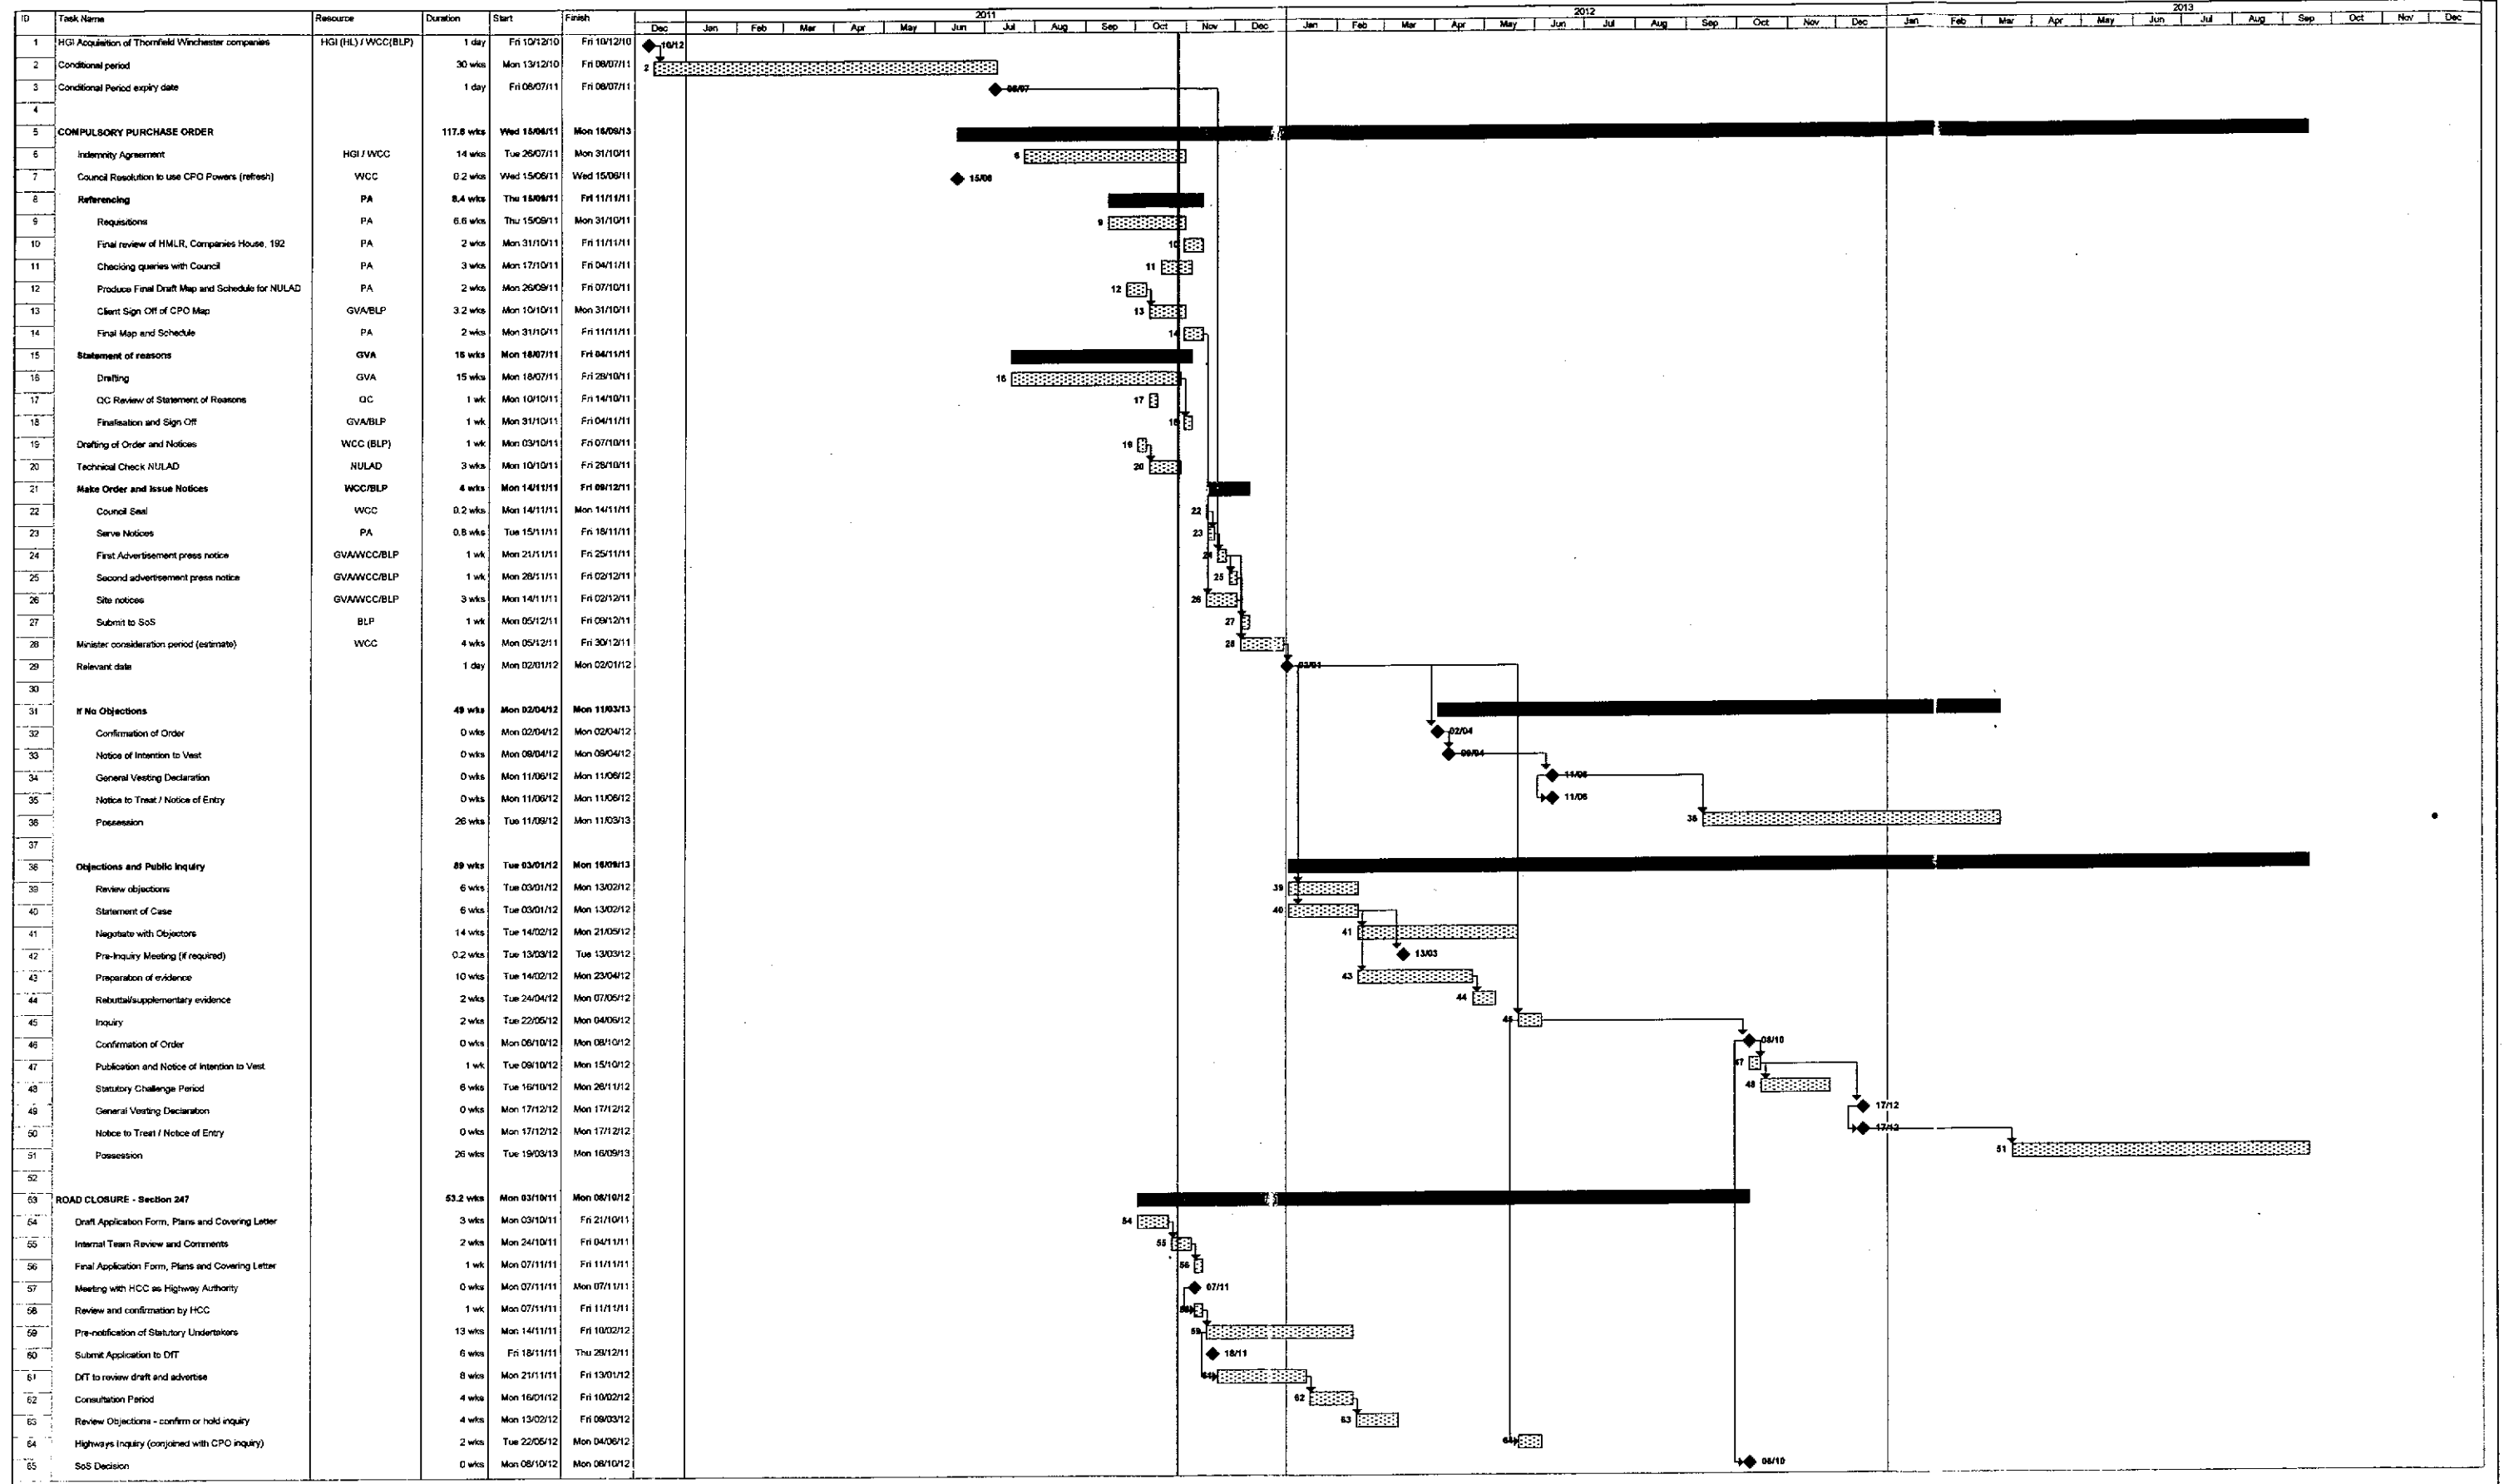 ID Task Name Resource Duration Start Finish 2011 2012 2013
Dec Jan Feb Mar Apr May Jun Jul Aug Sep Oct Nov Dec Jan Feb Mar Apr May Jun Jul Aug Sep Oct Nov Dec Jan Feb Mar Apr May Jun Jul Aug Sep Oct Nov Dec
1 HGI Acquisition of Thornfield Winchester companies HGI (HL) / WCC(BLP) 1 day Fri 10/12/10 Fri 10/12/10 10/12
2 Conditional period 30 wks Mon 13/12/10 Fri 08/07/11 2
3 Conditional Period expiry date 1 day Fri 08/07/11 Fri 08/07/11 08/07
4
5 COMPULSORY PURCHASE ORDER 117.8 wks Wed 15/06/11 Mon 16/09/13
6 Indemnity Agreement HGI / WCC 14 wks Tue 26/07/11 Mon 31/10/11 6
7 Council Resolution to use CPO Powers (refresh) WCC 0.2 wks Wed 15/06/11 Wed 15/06/11 15/06
8 Referencing PA 8.4 wks Thu 15/09/11 Fri 11/11/11
9 Requisitions PA 6.6 wks Thu 15/09/11 Mon 31/10/11 9
10 Final review of HMLR, Companies House, 192 PA 2 wks Mon 31/10/11 Fri 11/11/11 10
11 Checking queries with Council PA 3 wks Mon 17/10/11 Fri 04/11/11 11
12 Produce Final Draft Map and Schedule for NULAD PA 2 wks Mon 26/09/11 Fri 07/10/11 12
13 Client Sign Off of CPO Map GVA/BLP 3.2 wks Mon 10/10/11 Mon 31/10/11 13
14 Final Map and Schedule PA 2 wks Mon 31/10/11 Fri 11/11/11 14
15 Statement of reasons GVA 16 wks Mon 18/07/11 Fri 04/11/11
16 Drafting GVA 15 wks Mon 18/07/11 Fri 28/10/11 16
17 QC Review of Statement of Reasons QC 1 wk Mon 10/10/11 Fri 14/10/11 17
18 Finalisation and Sign Off GVA/BLP 1 wk Mon 31/10/11 Fri 04/11/11 18
19 Drafting of Order and Notices WCC (BLP) 1 wk Mon 03/10/11 Fri 07/10/11 19
20 Technical Check NULAD NULAD 3 wks Mon 10/10/11 Fri 28/10/11 20
21 Make Order and Issue Notices WCC/BLP 4 wks Mon 14/11/11 Fri 09/12/11
22 Council Seal WCC 0.2 wks Mon 14/11/11 Mon 14/11/11 22
23 Serve Notices PA 0.8 wks Tue 15/11/11 Fri 18/11/11 23
24 First Advertisement press notice GVA/WCC/BLP 1 wk Mon 21/11/11 Fri 25/11/11 24
25 Second advertisement press notice GVA/WCC/BLP 1 wk Mon 28/11/11 Fri 02/12/11 25
26 Site notices GVA/WCC/BLP 3 wks Mon 14/11/11 Fri 02/12/11 26
27 Submit to SoS BLP 1 wk Mon 05/12/11 Fri 09/12/11 27
28 Minister consideration period (estimate) WCC 4 wks Mon 05/12/11 Fri 30/12/11 28
29 Relevant date 1 day Mon 02/01/12 Mon 02/01/12 02/01
30
31 If No Objections 49 wks Mon 02/04/12 Mon 11/03/13
32 Confirmation of Order 0 wks Mon 02/04/12 Mon 02/04/12 02/04
33 Notice of Intention to Vest 0 wks Mon 09/04/12 Mon 09/04/12 09/04
34 General Vesting Declaration 0 wks Mon 11/06/12 Mon 11/06/12 11/06
35 Notice to Treat / Notice of Entry 0 wks Mon 11/06/12 Mon 11/06/12 11/06
36 Possession 26 wks Tue 11/09/12 Mon 11/03/13 36
37
38 Objections and Public Inquiry 89 wks Tue 03/01/12 Mon 16/09/13
39 Review objections 6 wks Tue 03/01/12 Mon 13/02/12 39
40 Statement of Case 6 wks Tue 03/01/12 Mon 13/02/12 40
41 Negotiate with Objectors 14 wks Tue 14/02/12 Mon 21/05/12 41
42 Pre-Inquiry Meeting (if required) 0.2 wks Tue 13/03/12 Tue 13/03/12 13/03
43 Preparation of evidence 10 wks Tue 14/02/12 Mon 23/04/12 43
44 Rebuttal/supplementary evidence 2 wks Tue 24/04/12 Mon 07/05/12 44
45 Inquiry 2 wks Tue 22/05/12 Mon 04/06/12 45
46 Confirmation of Order 0 wks Mon 08/10/12 Mon 08/10/12 08/10
47 Publication and Notice of Intention to Vest 1 wk Tue 09/10/12 Mon 15/10/12 47
48 Statutory Challenge Period 6 wks Tue 16/10/12 Mon 26/11/12 48
49 General Vesting Declaration 0 wks Mon 17/12/12 Mon 17/12/12 17/12
50 Notice to Treat / Notice of Entry 0 wks Mon 17/12/12 Mon 17/12/12 17/12
51 Possession 26 wks Tue 19/03/13 Mon 16/09/13 51
52
53 ROAD CLOSURE - Section 247 53.2 wks Mon 03/10/11 Mon 08/10/12
54 Draft Application Form, Plans and Covering Letter 3 wks Mon 03/10/11 Fri 21/10/11 54
55 Internal Team Review and Comments 2 wks Mon 24/10/11 Fri 04/11/11 55
56 Final Application Form, Plans and Covering Letter 1 wk Mon 07/11/11 Fri 11/11/11 56
57 Meeting with HCC as Highway Authority 0 wks Mon 07/11/11 Mon 07/11/11 07/11
58 Review and confirmation by HCC 1 wk Mon 07/11/11 Fri 11/11/11 58
59 Pre-notification of Statutory Undertakers 13 wks Mon 14/11/11 Fri 10/02/12 59
60 Submit Application to DfT 6 wks Fri 18/11/11 Thu 29/12/11 18/11
61 DfT to review draft and advertise 8 wks Mon 21/11/11 Fri 13/01/12 61
62 Consultation Period 4 wks Mon 16/01/12 Fri 10/02/12 62
63 Review Objections - confirm or hold inquiry 4 wks Mon 13/02/12 Fri 09/03/12 63
64 Highways Inquiry (conjoined with CPO inquiry) 2 wks Tue 22/05/12 Mon 04/06/12 64
65 SoS Decision 0 wks Mon 08/10/12 Mon 08/10/12 08/10